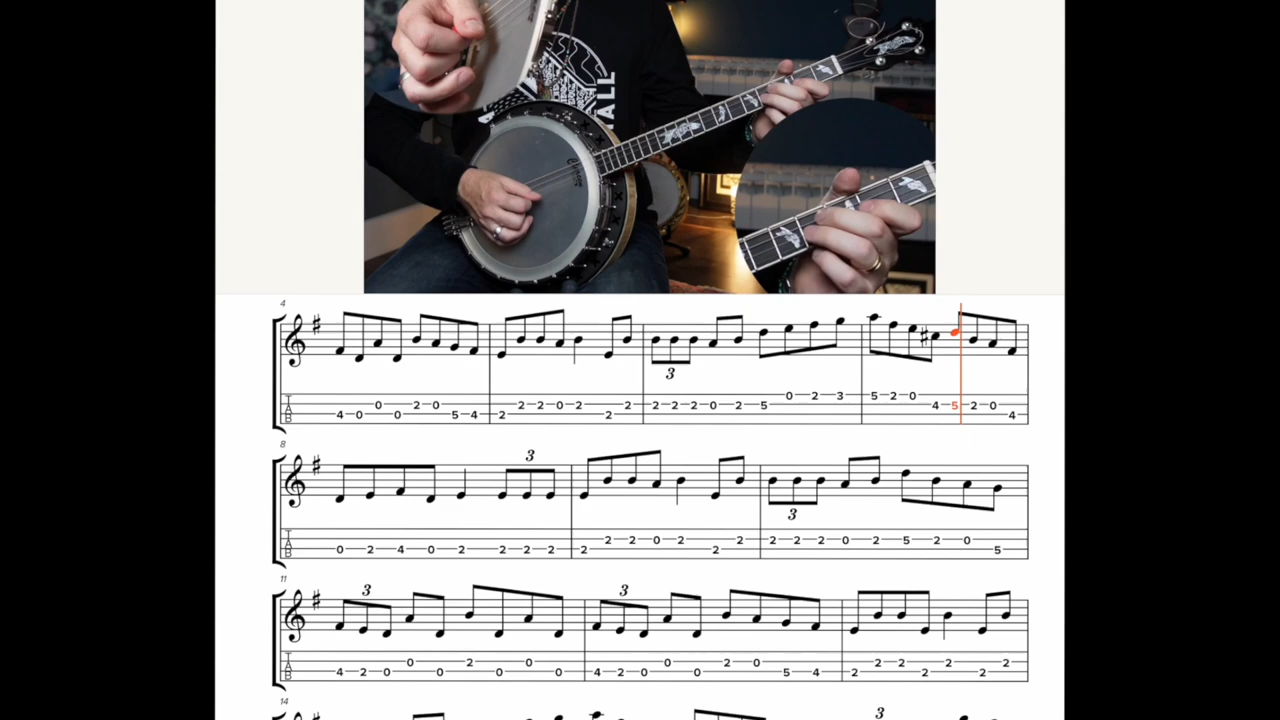 ALL
4
3
4 0 0 0 2 0 5 4 2 2 2 0 2 2 2 2 2 2 0 2 5 0 2 3 5 2 0 4 5 2 0 4
8
3
3
0 2 4 0 2 2 2 2 2 2 2 0 2 2 2 2 2 2 0 2 5 2 0 5
11
3
3
4 2 0 0 0 2 0 0 0 4 2 0 0 0 2 0 5 4 2 2 2 2 2 2 2
14
3